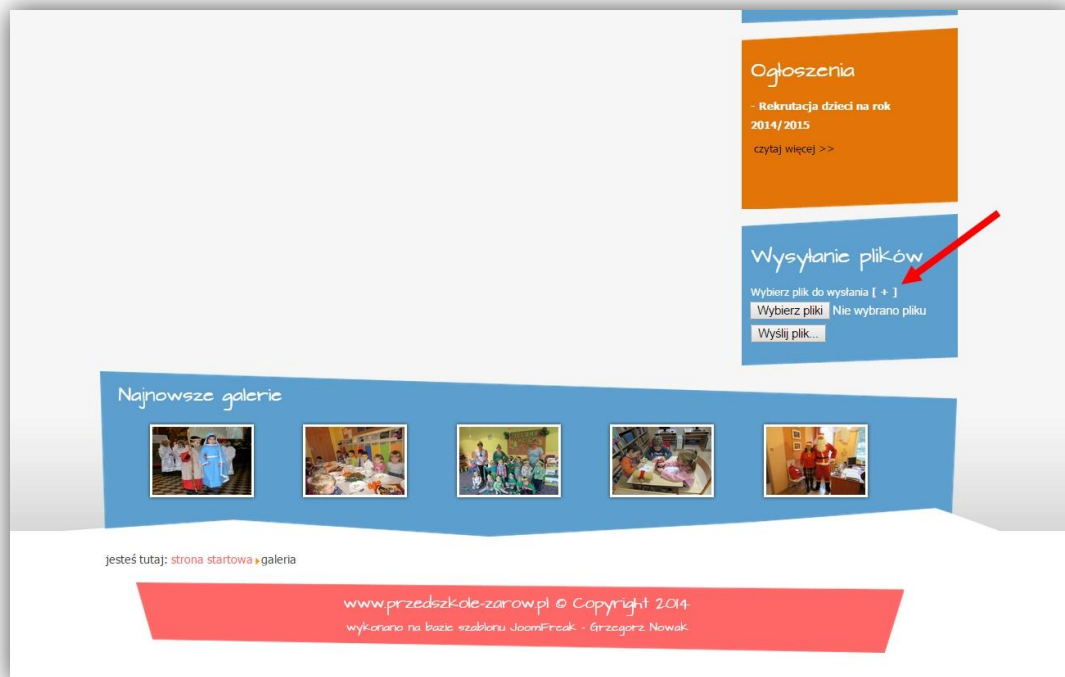 Ogłoszenia
- Rekrutacja dzieci na rok
2014/2015
czytaj więcej >>
Wysyłanie plików
Wybierz plik do wysłania [ + ]
Wybierz pliki Nie wybrano pliku
Wyślij plik...
Najnowsze galerie
jesteś tutaj: strona startowa galeria
www.przedszkole-zarow.pl © Copyright 2014
wykonano na bazie szablonu JoomFreak - Grzegorz Nowak